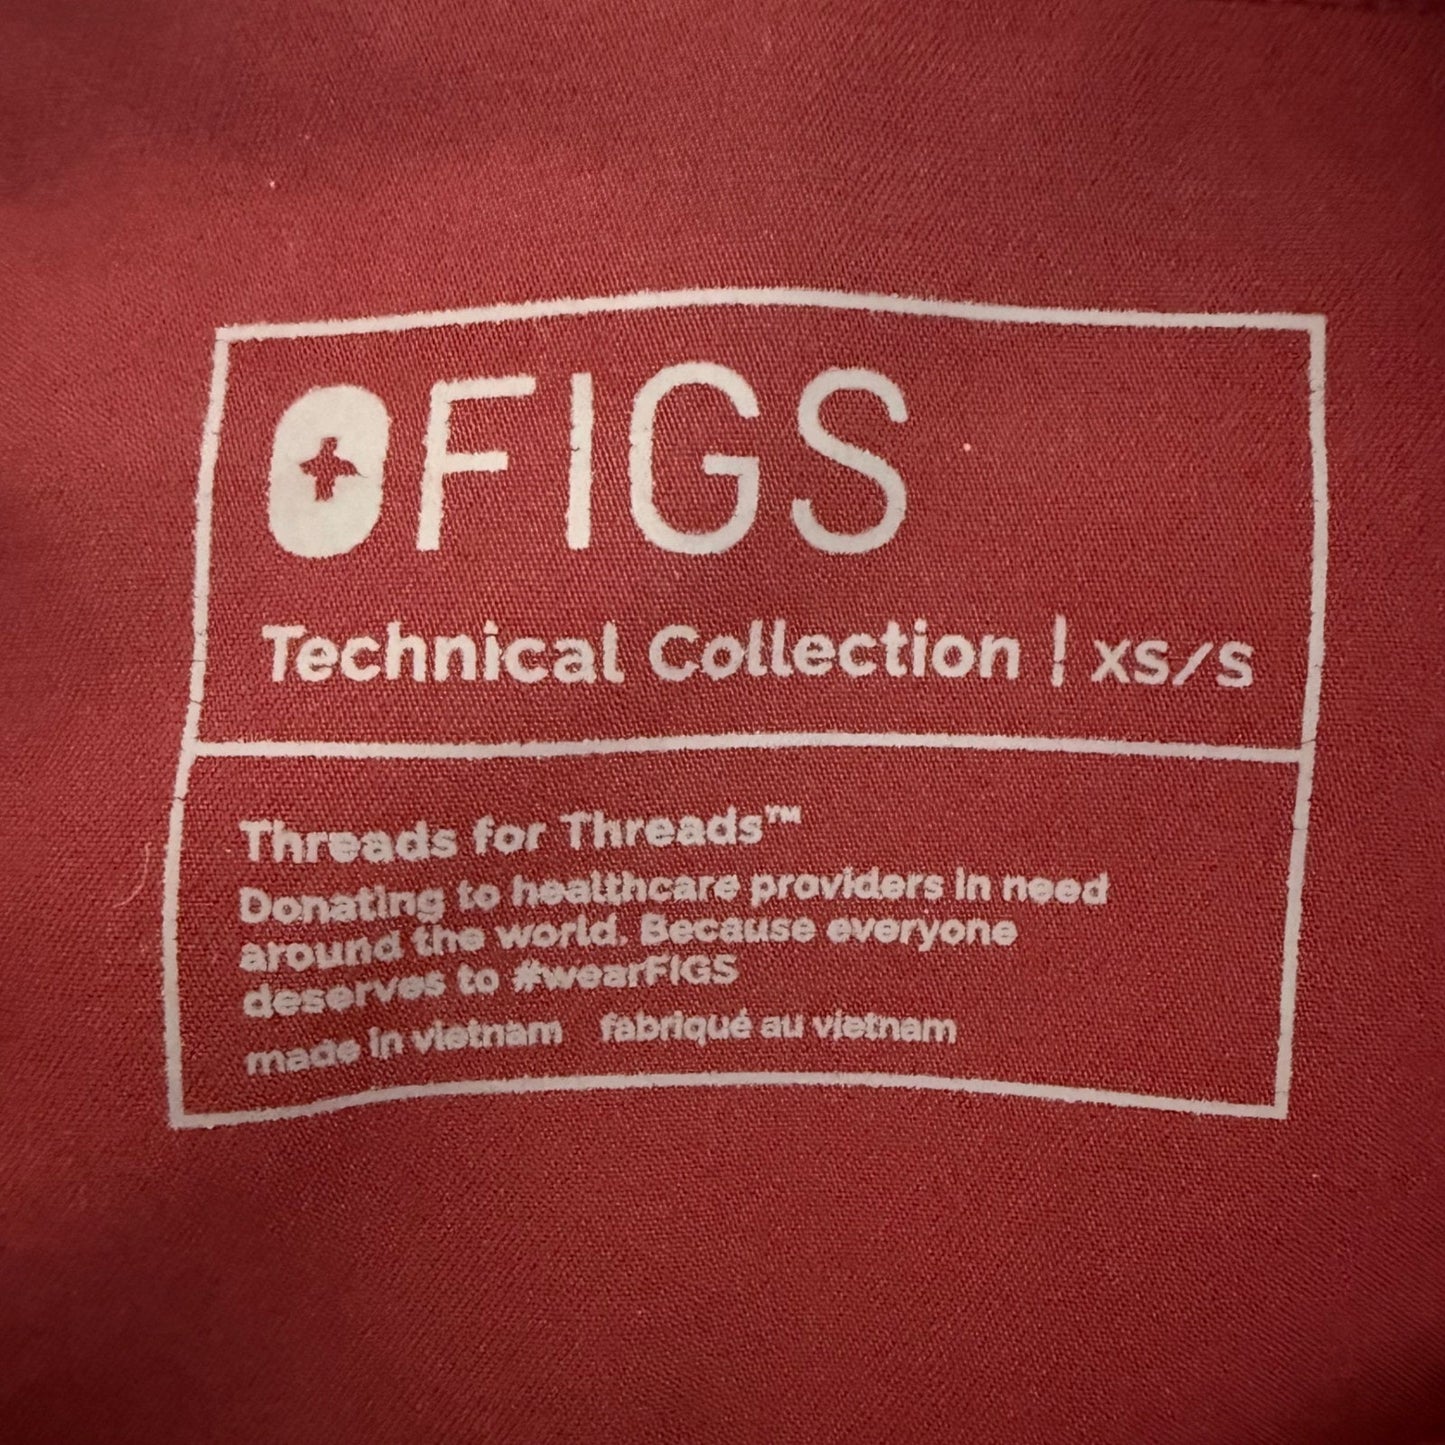 FIGS
Technical Collection | XS/S
Threads for Threads™
Donating to healthcare providers in need
around the world. Because everyone
deserves to #wearFIGS
made in vietnam fabriqué au vietnam